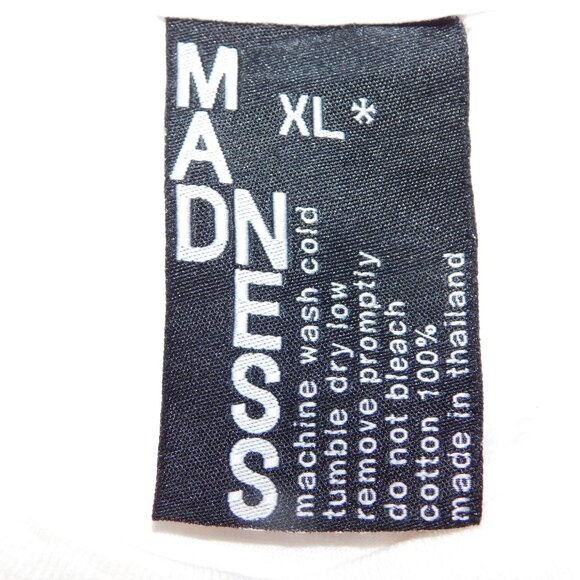 MADNESS
XL *
machine wash cold
tumble dry low
remove promptly
do not bleach
cotton 100%
made in thailand